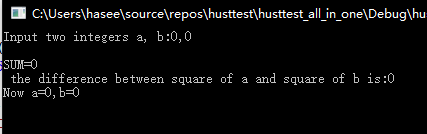 C:\Users\hasee\source\repos\husttest\husttest_all_in_one\Debug\hus
Input two integers a, b:0,0
SUM=0
the difference between square of a and square of b is:0
Now a=0,b=0